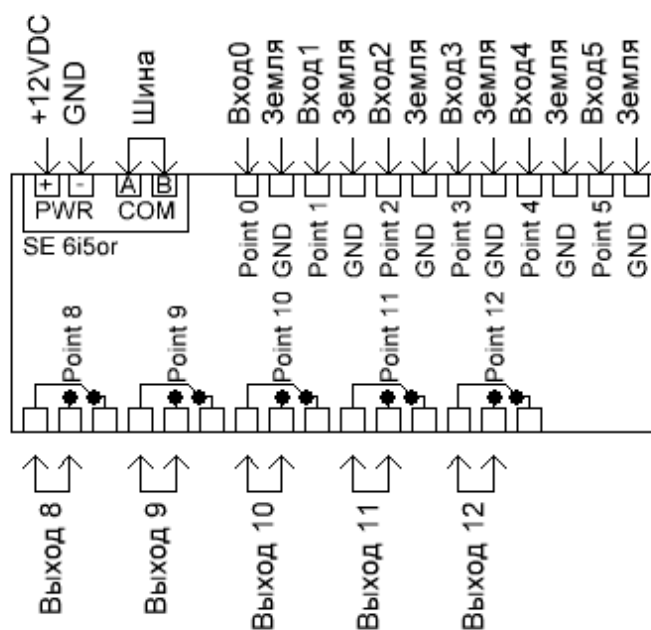 +12VDC
GND
Шина
Вход0
Земля
Вход1
Земля
Вход2
Земля
Вход3
Земля
Вход4
Земля
Вход5
Земля
+ - A B
PWR COM
SE 6i5or
Point 0
GND
Point 1
GND
Point 2
GND
Point 3
GND
Point 4
GND
Point 5
GND
Point 8
Point 9
Point 10
Point 11
Point 12
Выход 8
Выход 9
Выход 10
Выход 11
Выход 12